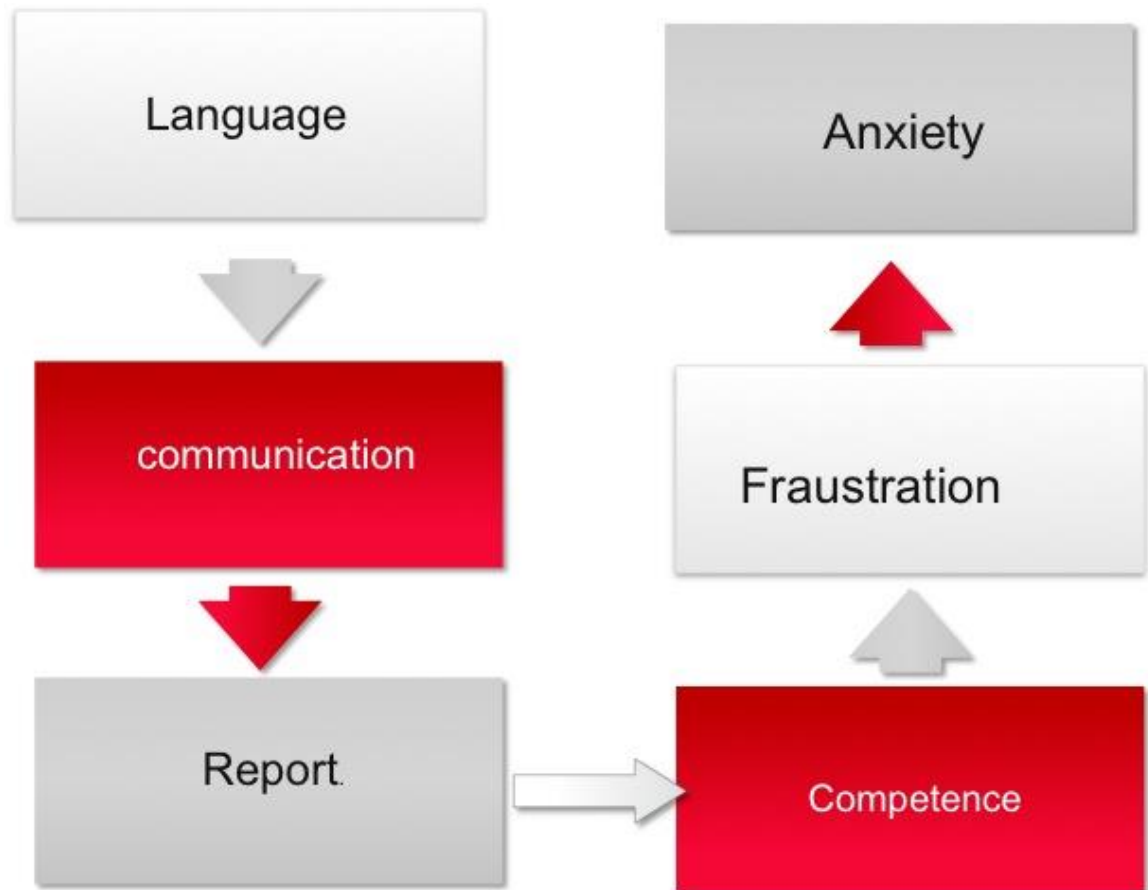 Language
communication
Report.
Competence
Fraustration
Anxiety